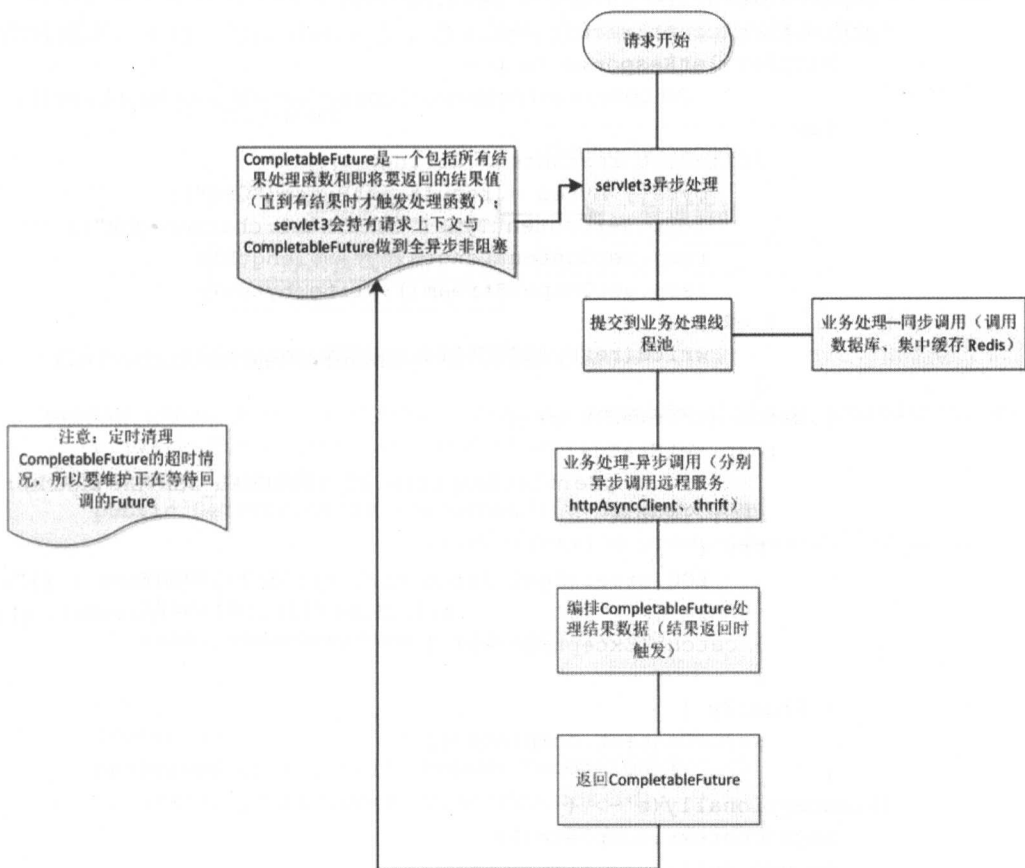 请求开始
CompletableFuture是一个包括所有结
果处理函数和即将要返回的结果值
（直到有结果时才触发处理函数）；
servlet3会持有请求上下文与
CompletableFuture做到全异步非阻塞
servlet3异步处理
提交到业务处理线
程池
业务处理—同步调用（调用
数据库、集中缓存 Redis）
注意：定时清理
CompletableFuture的超时情
况，所以要维护正在等待回
调的Future
业务处理-异步调用（分别
异步调用远程服务
httpAsyncClient、thrift）
编排CompletableFuture处
理结果数据（结果返回时
触发）
返回CompletableFuture